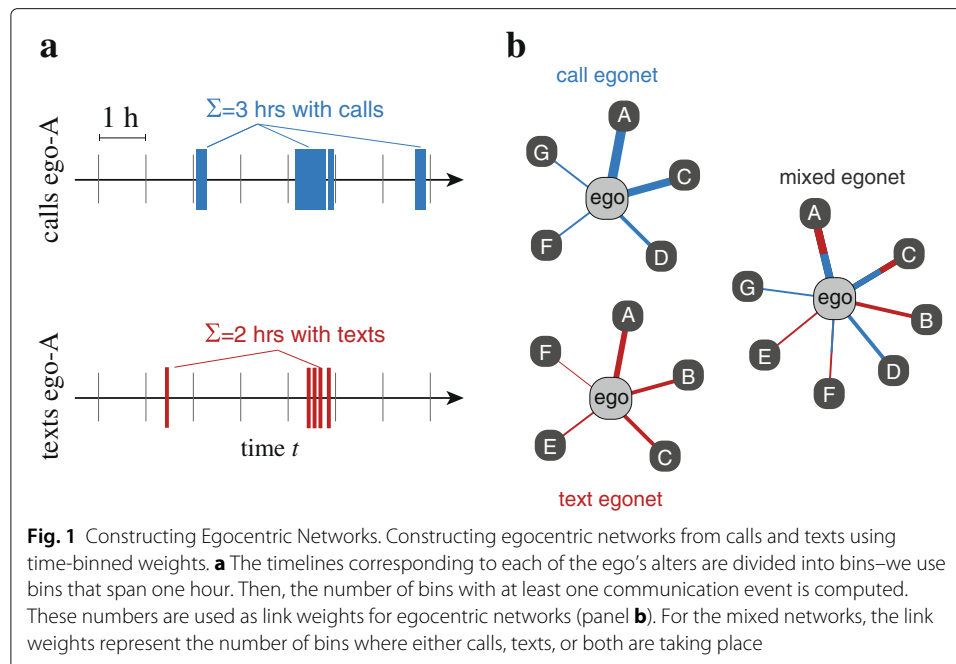 a
1 h
Σ=3 hrs with calls
calls ego-A
Σ=2 hrs with texts
texts ego-A
time t
b
call egonet
A
G
C
ego
F
D
A
F
B
ego
E
C
text egonet
mixed egonet
A
C
G
ego
B
E
D
F
Fig. 1 Constructing Egocentric Networks. Constructing egocentric networks from calls and texts using
time-binned weights. a The timelines corresponding to each of the ego's alters are divided into bins–we use
bins that span one hour. Then, the number of bins with at least one communication event is computed.
These numbers are used as link weights for egocentric networks (panel b). For the mixed networks, the link
weights represent the number of bins where either calls, texts, or both are taking place